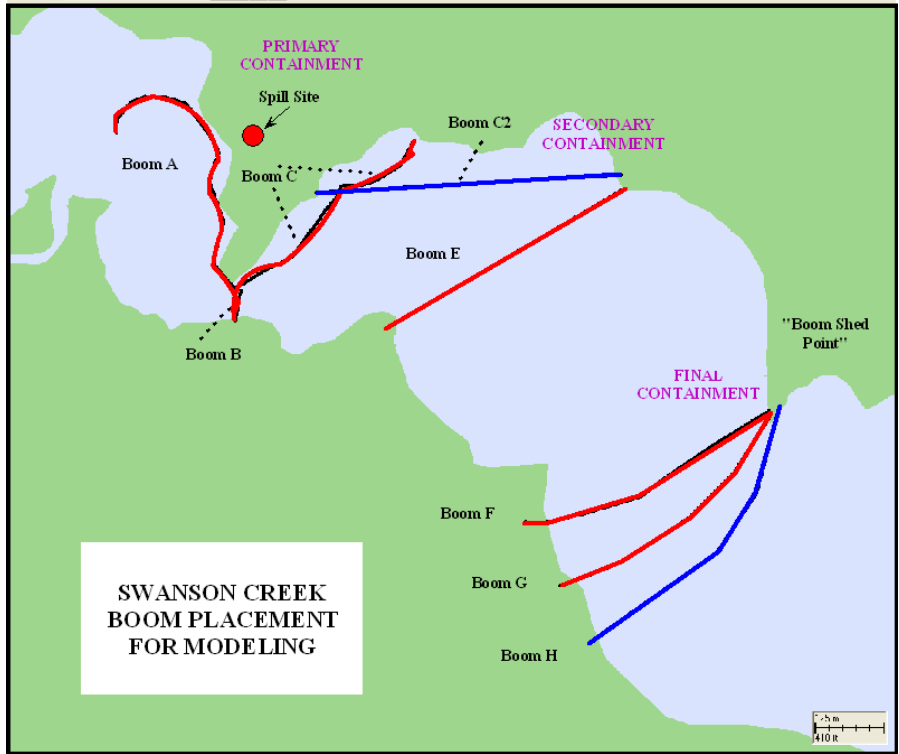 PRIMARY
CONTAINMENT
Spill Site
Boom C2
SECONDARY
CONTAINMENT
Boom A
Boom C
Boom E
"Boom Shed
Point"
Boom B
FINAL
CONTAINMENT
Boom F
Boom G
Boom H
SWANSON CREEK
BOOM PLACEMENT
FOR MODELING
410 ft